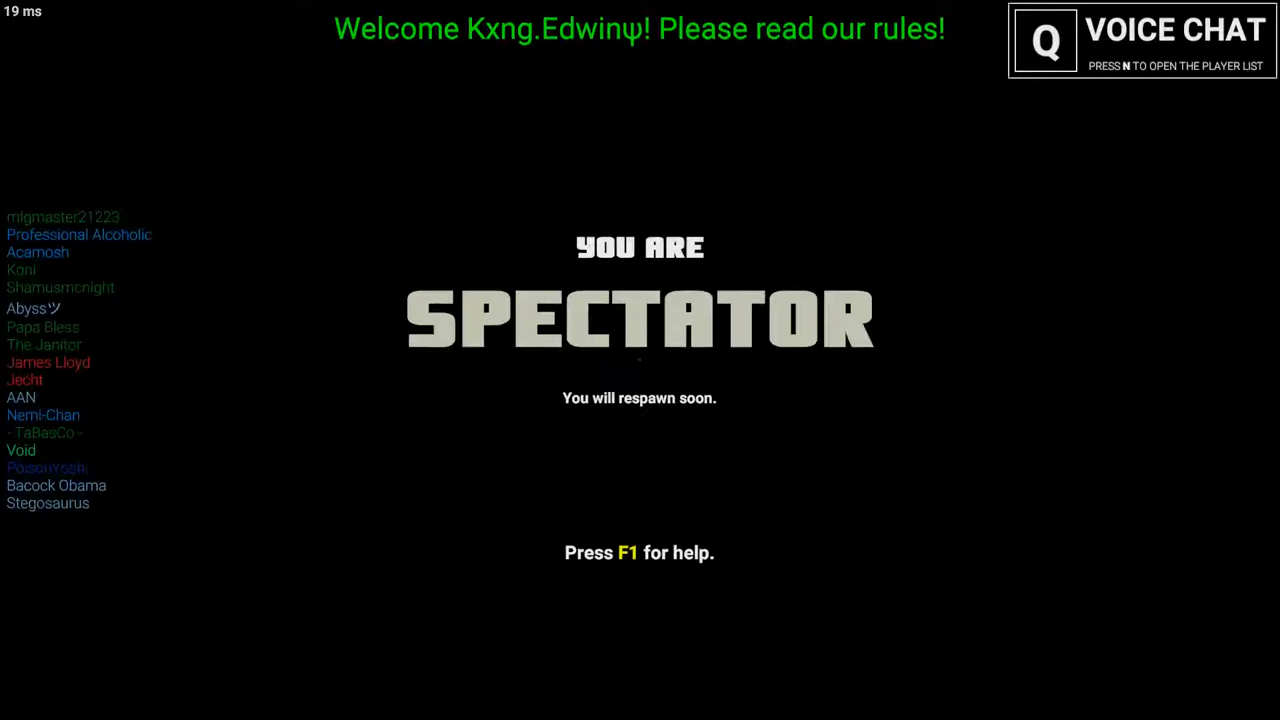 19 ms
Welcome Kxng.Edwinψ! Please read our rules!
Q
VOICE CHAT
PRESS N TO OPEN THE PLAYER LIST
mlgmaster21223
Professional Alcoholic
Acamosh
Koni
Shamusmcnight
Abyssツ
Papa Bless
The Janitor
James Lloyd
Jecht
AAN
Nemi-Chan
- TaBasCo -
Void
PoisonYoshi
Bacock Obama
Stegosaurus
YOU ARE
SPECTATOR
You will respawn soon.
Press F1 for help.